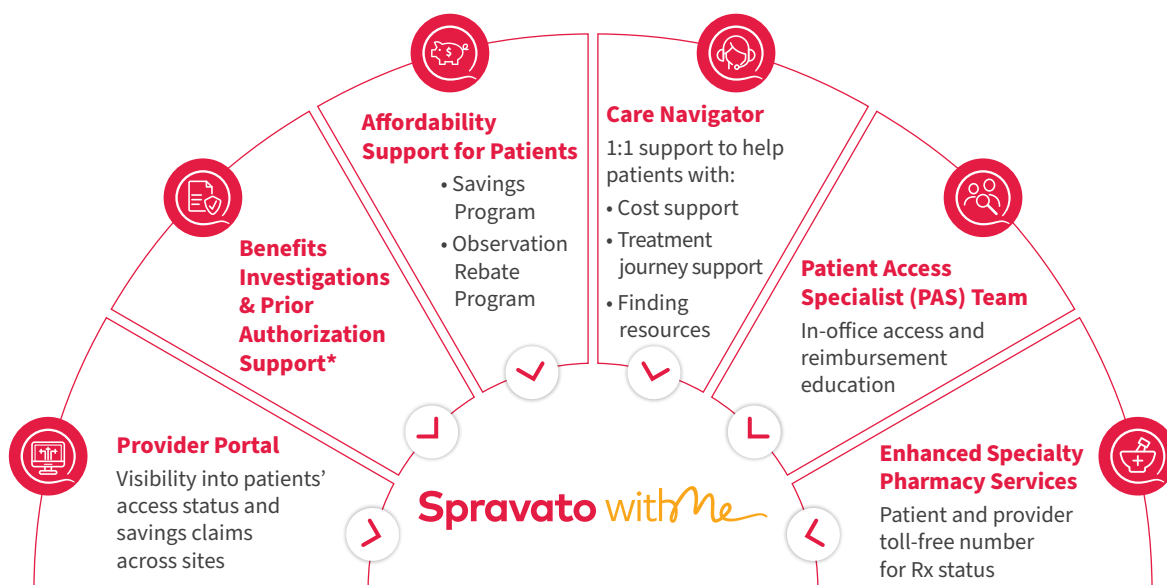 Provider Portal
Visibility into patients’
access status and
savings claims
across sites
Benefits
Investigations
& Prior
Authorization
Support*
$
Affordability
Support for Patients
• Savings
Program
• Observation
Rebate
Program
Care Navigator
1:1 support to help
patients with:
• Cost support
• Treatment
journey support
• Finding
resources
Patient Access
Specialist (PAS) Team
In-office access and
reimbursement
education
Enhanced Specialty
Pharmacy Services
Patient and provider
toll-free number
for Rx status
Spravato withMe